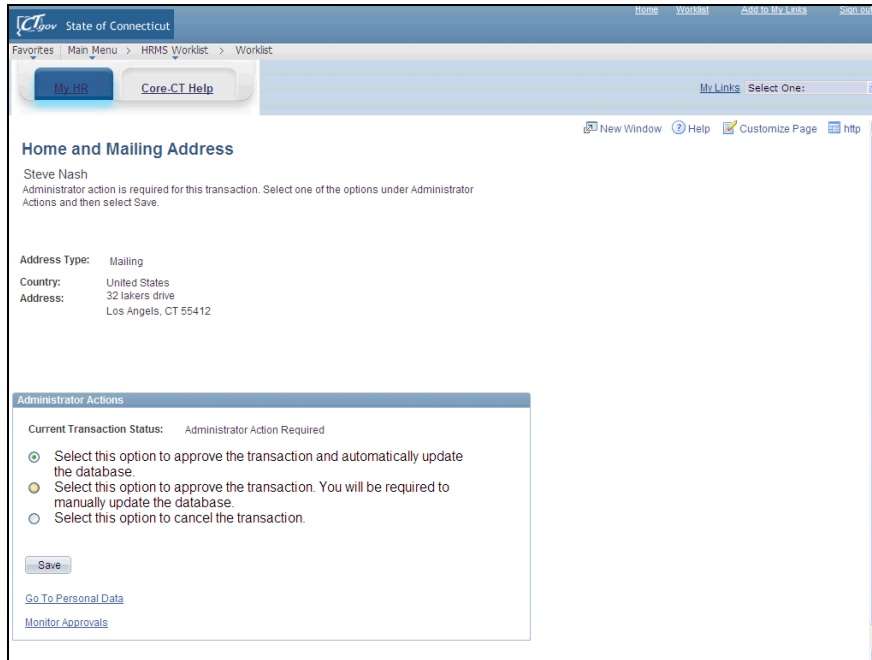 Home Worklist Add to My Links Sign out
CT.gov State of Connecticut
Favorites Main Menu > HRMS Worklist > Worklist
My HR Core-CT Help My Links Select One:
New Window Help Customize Page http
Home and Mailing Address
Steve Nash
Administrator action is required for this transaction. Select one of the options under Administrator
Actions and then select Save.
Address Type: Mailing
Country: United States
Address: 32 lakers drive
Los Angels, CT 55412
Administrator Actions
Current Transaction Status: Administrator Action Required
Select this option to approve the transaction and automatically update
the database.
Select this option to approve the transaction. You will be required to
manually update the database.
Select this option to cancel the transaction.
Save
Go To Personal Data
Monitor Approvals